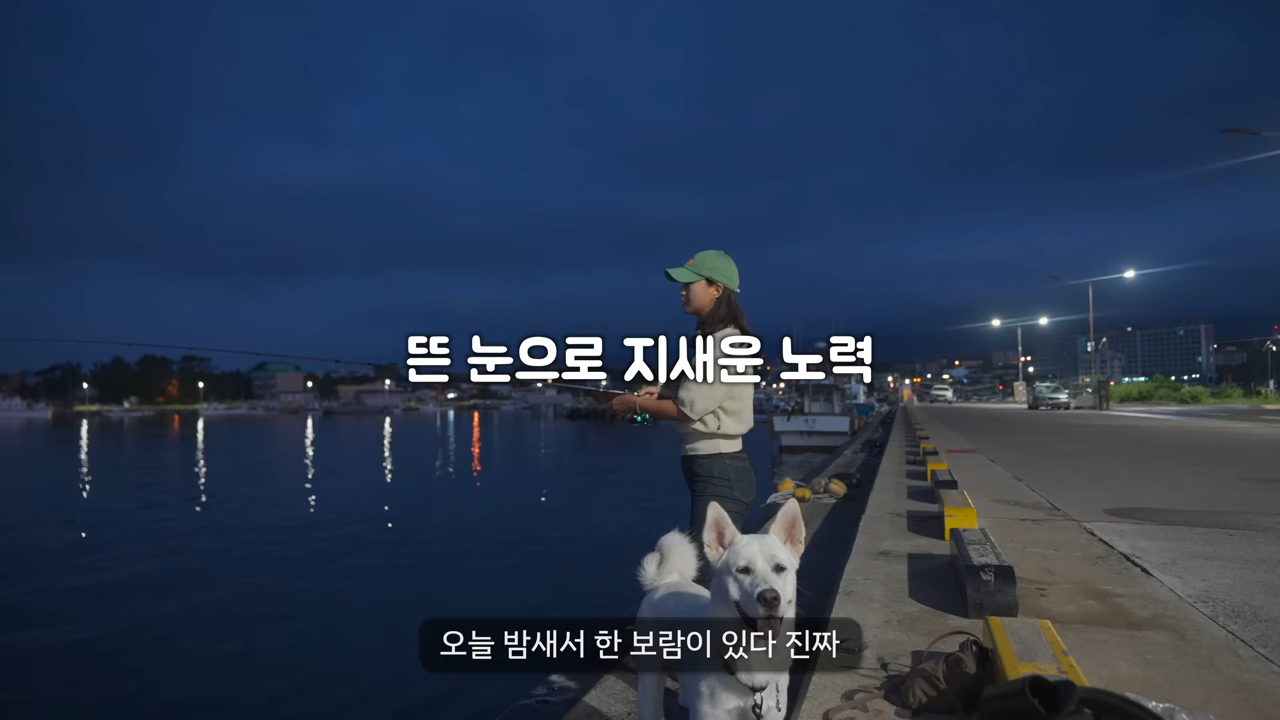 뜬 눈으로 지새운 노력
오늘 밤새서 한 보람이 있다 진짜